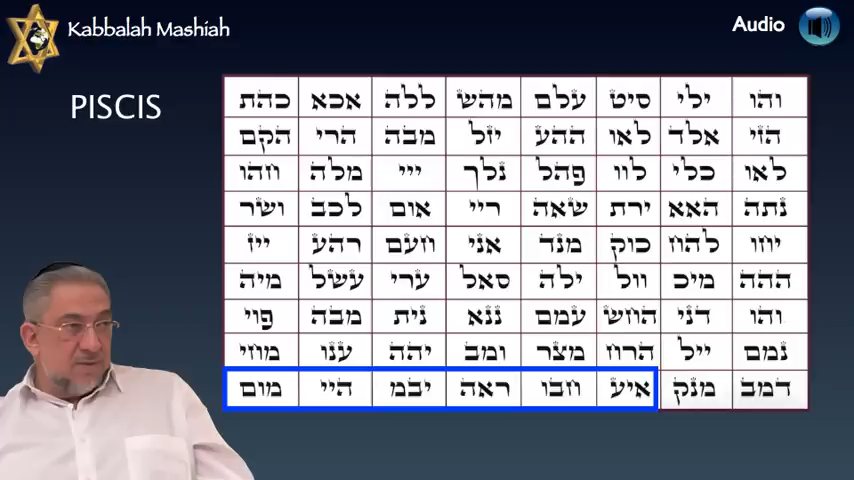 Kabbalah Mashiah
Audio
PISCIS
והו ילי סיט עלם מהש ללה אכא כהת
הזי אלד לאו ההע יזל מבה הרי הקם
לאו כלי לוו פהל נלך ייי מלה חהו
נתה האא ירת שאה ריי אום לכב ושר
יחו להח כוק מנד אני חעם רהע ייז
ההה מיכ וול ילה סאל ערי עשל מיה
והו דני החש עמם ננא נית מבה פוי
נמם ייל הרח מצר ומב יהה ענו מחי
דמב מנק איע חבו ראה יבמ היי מום